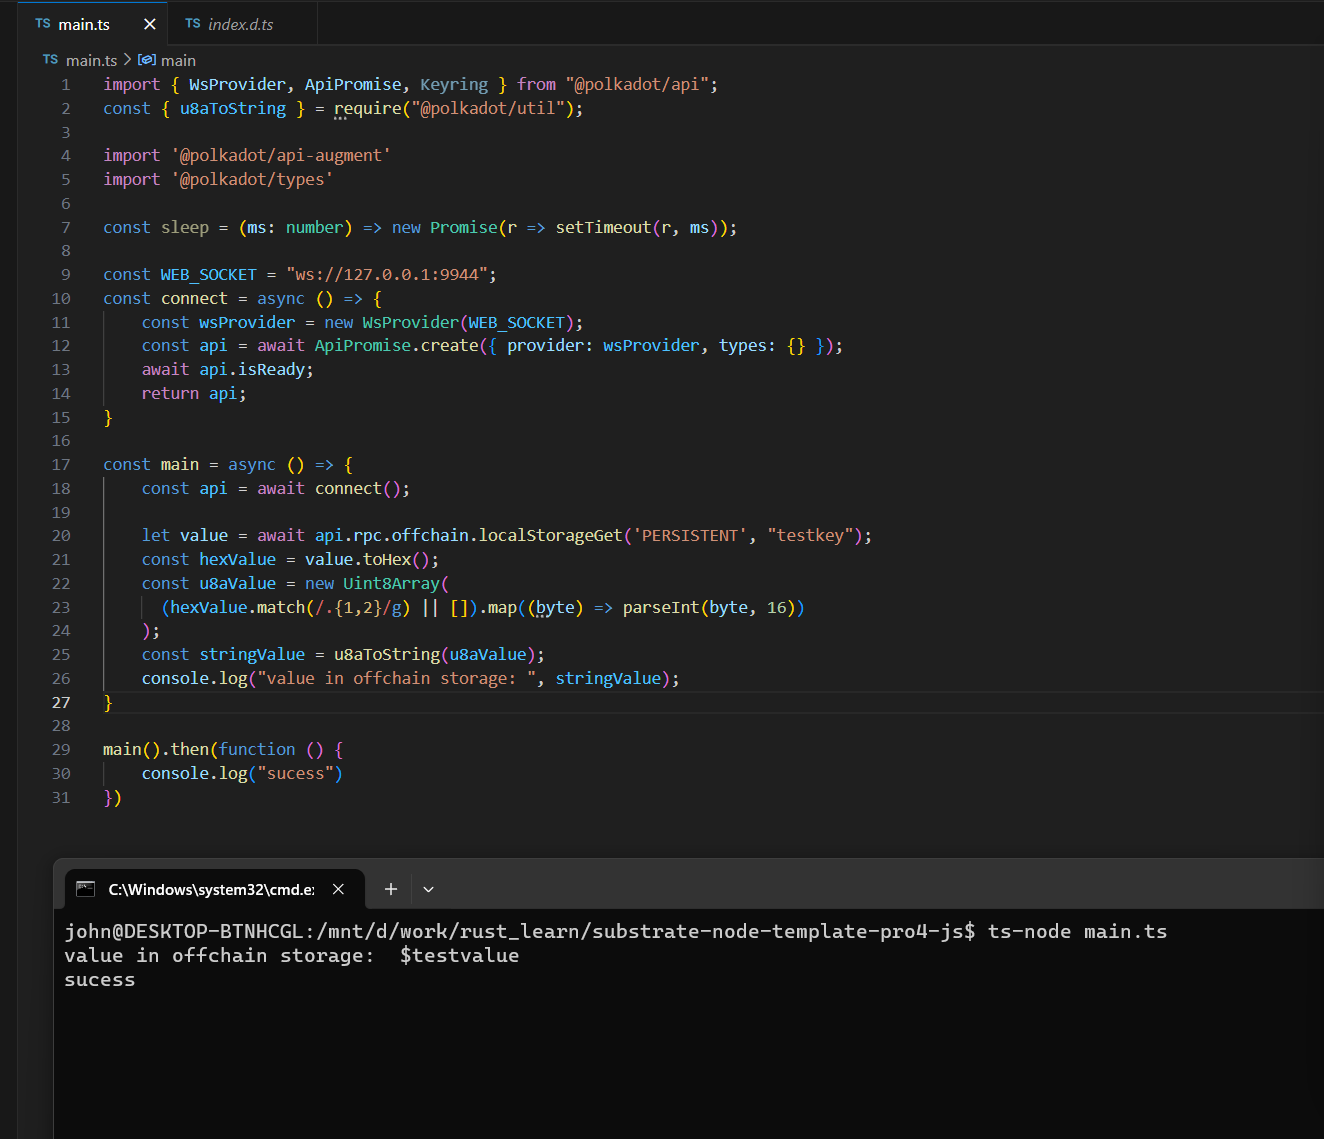 TS main.ts × TS index.d.ts
TS main.ts > main
1 import { WsProvider, ApiPromise, Keyring } from "@polkadot/api";
2 const { u8aToString } = require("@polkadot/util");
3
4 import '@polkadot/api-augment'
5 import '@polkadot/types'
6
7 const sleep = (ms: number) => new Promise(r => setTimeout(r, ms));
8
9 const WEB_SOCKET = "ws://127.0.0.1:9944";
10 const connect = async () => {
11     const wsProvider = new WsProvider(WEB_SOCKET);
12     const api = await ApiPromise.create({ provider: wsProvider, types: {} });
13     await api.isReady;
14     return api;
15 }
16
17 const main = async () => {
18     const api = await connect();
19
20     let value = await api.rpc.offchain.localStorageGet('PERSISTENT', "testkey");
21     const hexValue = value.toHex();
22     const u8aValue = new Uint8Array(
23       (hexValue.match(/.{1,2}/g) || []).map((byte) => parseInt(byte, 16))
24     );
25     const stringValue = u8aToString(u8aValue);
26     console.log("value in offchain storage: ", stringValue);
27 }
28
29 main().then(function () {
30     console.log("sucess")
31 })
C:\Windows\system32\cmd.e × +
john@DESKTOP-BTNHCGL:/mnt/d/work/rust_learn/substrate-node-template-pro4-js$ ts-node main.ts
value in offchain storage:  $testvalue
sucess